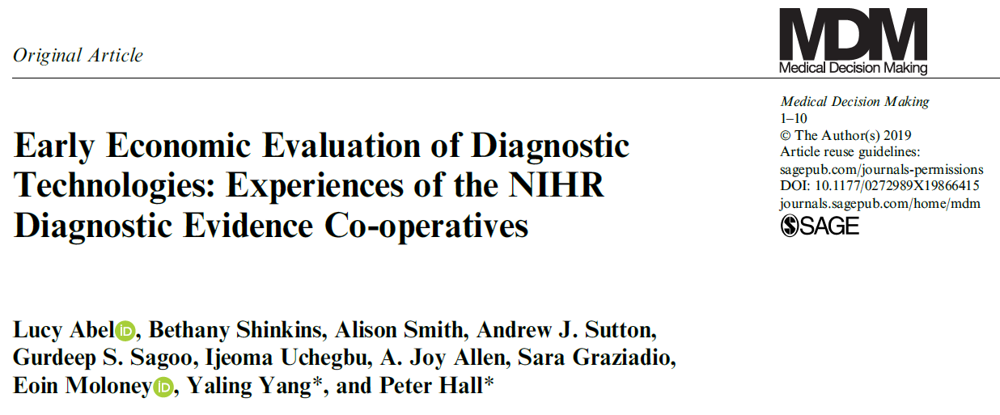 Original Article
MDM
Medical Decision Making
Medical Decision Making
1–10
© The Author(s) 2019
Article reuse guidelines:
sagepub.com/journals-permissions
DOI: 10.1177/0272989X19866415
journals.sagepub.com/home/mdm
SAGE
Early Economic Evaluation of Diagnostic
Technologies: Experiences of the NIHR
Diagnostic Evidence Co-operatives
Lucy Abel iD, Bethany Shinkins, Alison Smith, Andrew J. Sutton,
Gurdeep S. Sagoo, Ijeoma Uchegbu, A. Joy Allen, Sara Graziadio,
Eoin Moloney iD, Yaling Yang*, and Peter Hall*